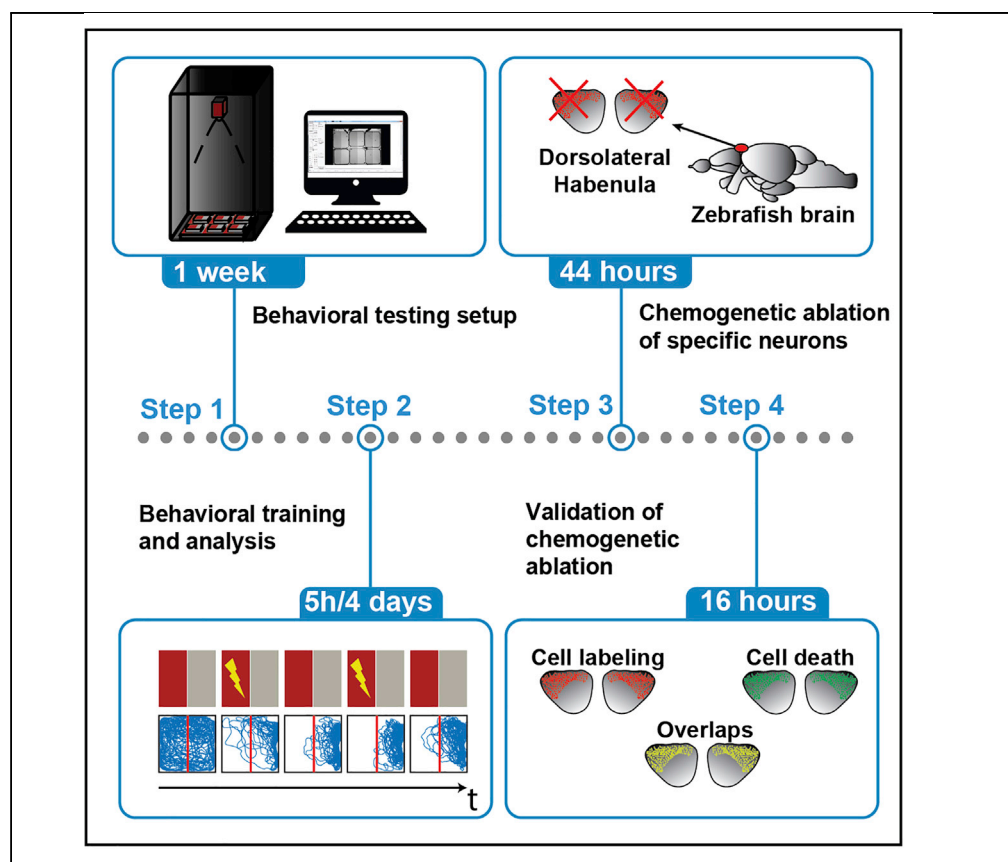 Dorsolateral
Habenula
Zebrafish brain
1 week
44 hours
Behavioral testing setup
Chemogenetic ablation
of specific neurons
Step 1
Step 2
Step 3
Step 4
Behavioral training
and analysis
Validation of
chemogenetic
ablation
5h/4 days
16 hours
Cell labeling
Cell death
Overlaps
t